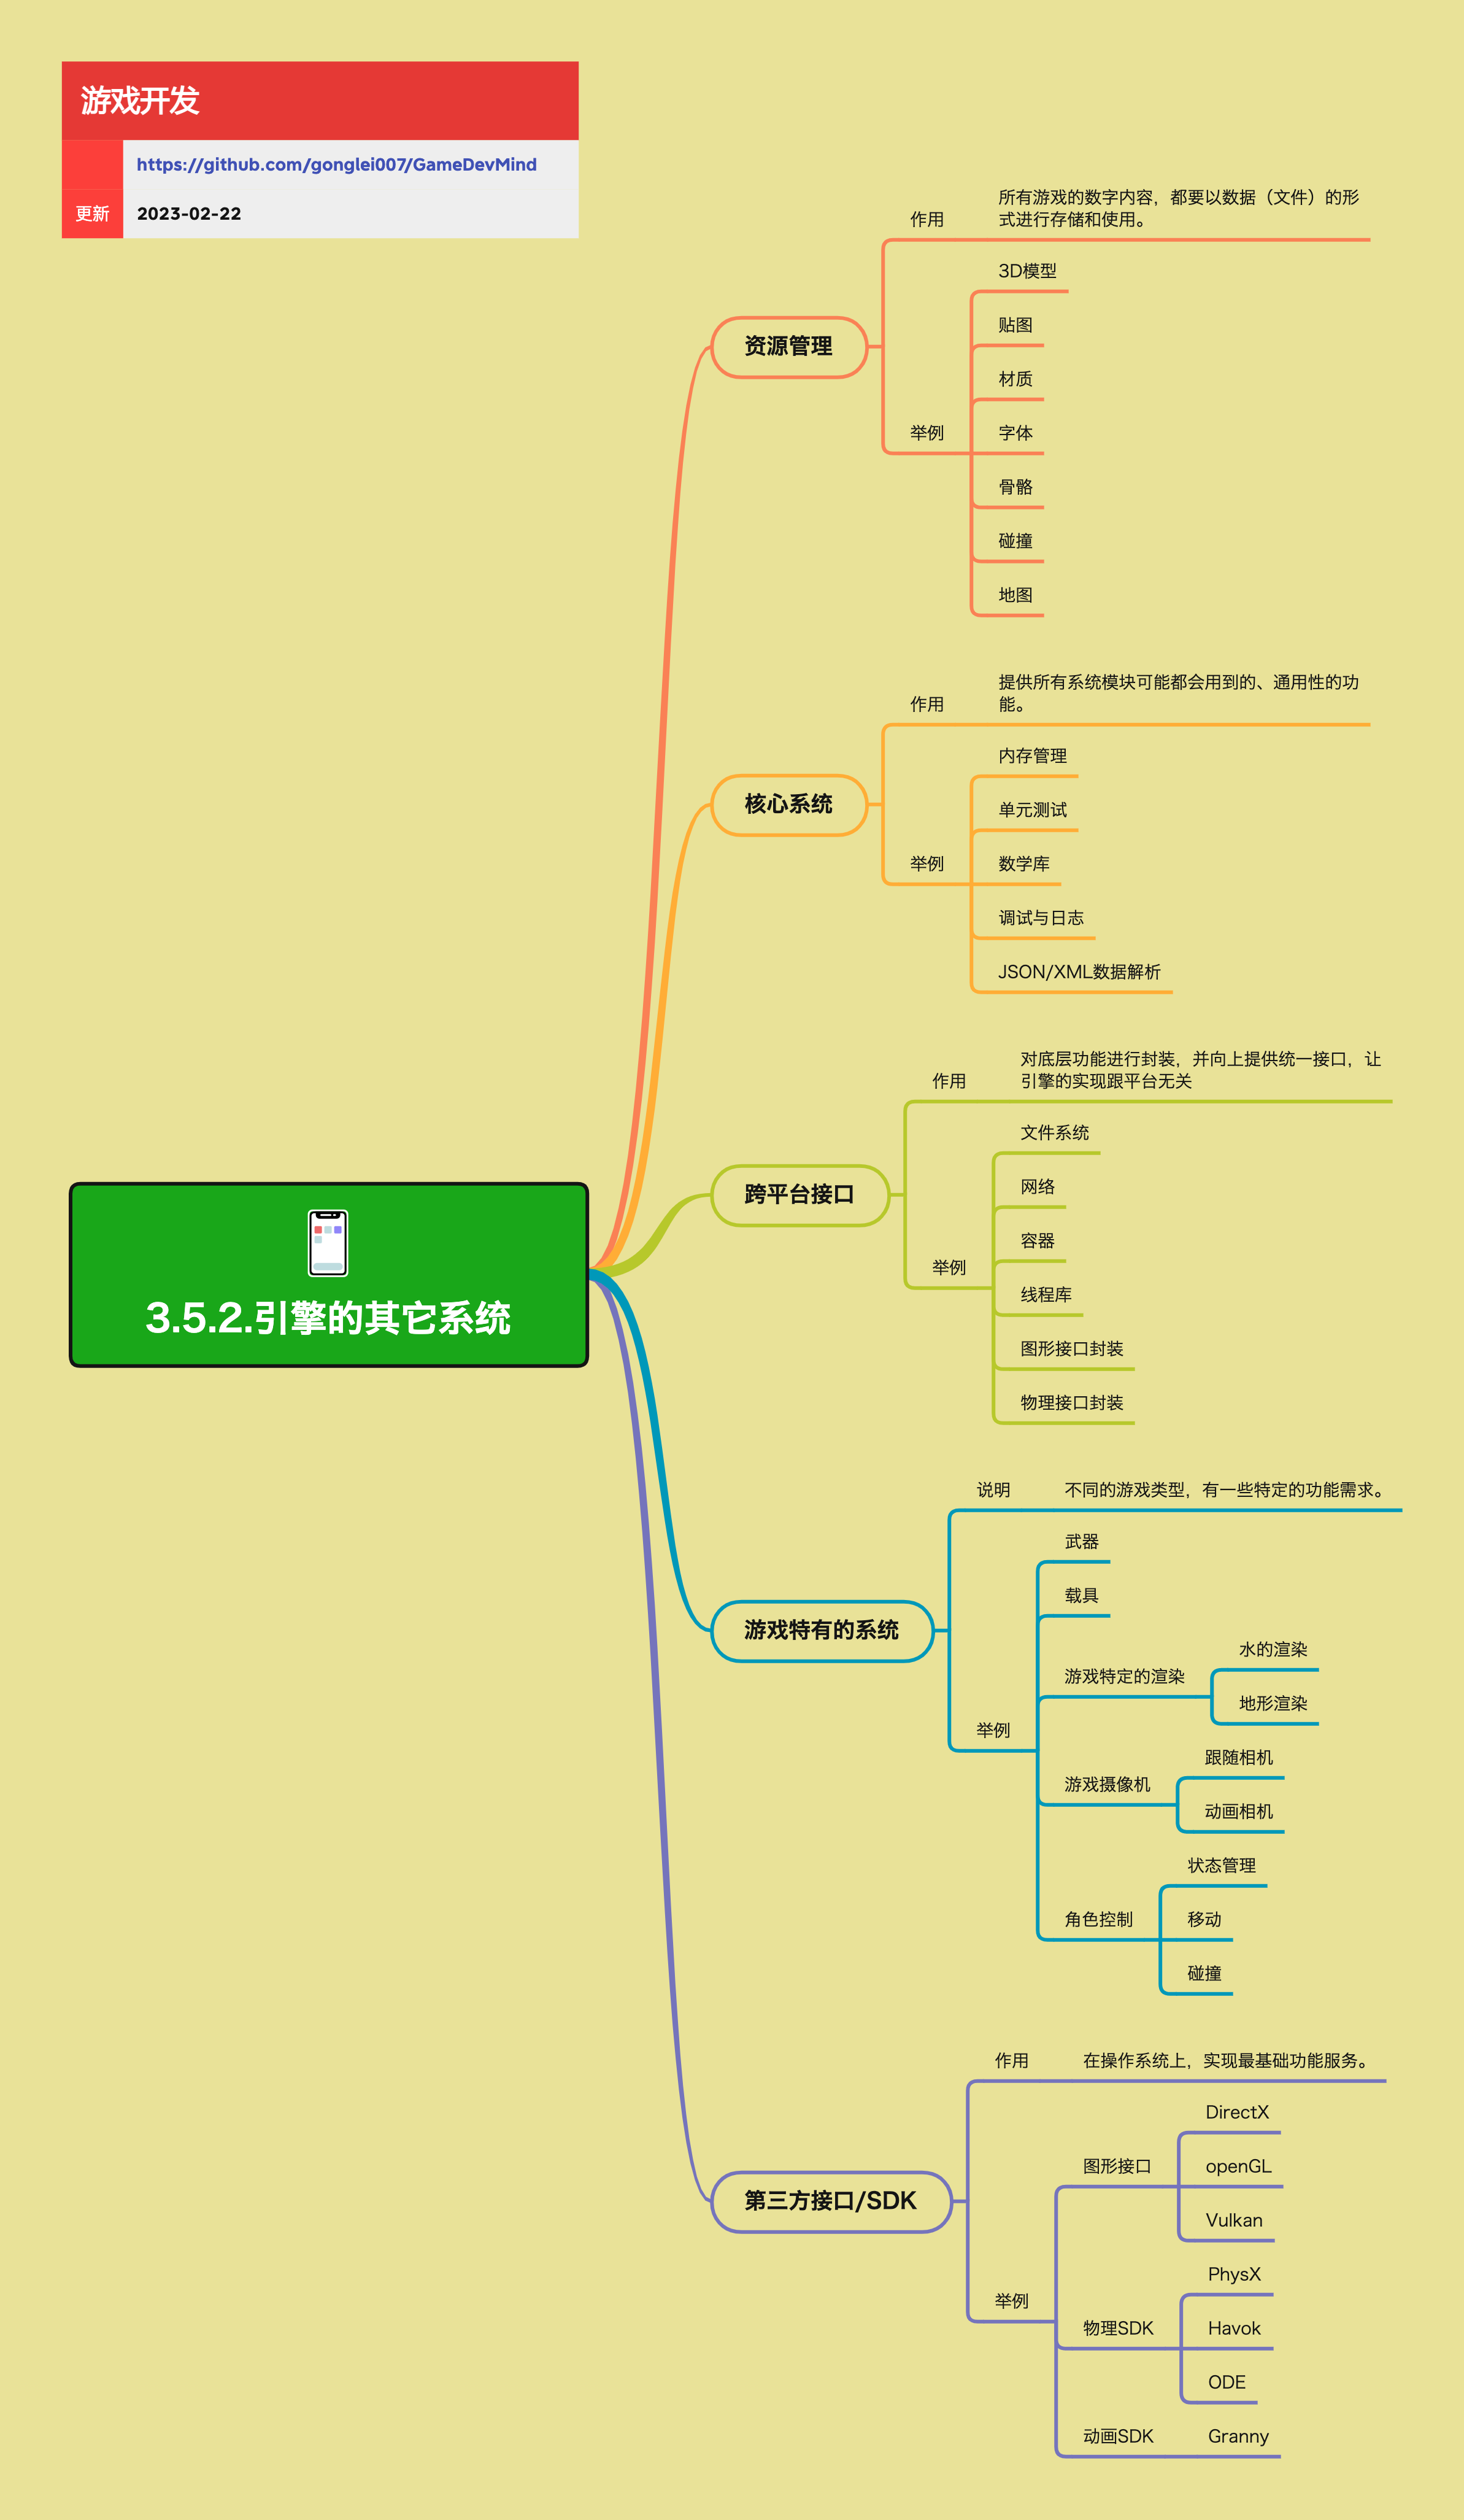 游戏开发
https://github.com/gonglei007/GameDevMind
更新
2023-02-22
3.5.2.引擎的其它系统
资源管理
作用
所有游戏的数字内容，都要以数据（文件）的形
式进行存储和使用。
举例
3D模型
贴图
材质
字体
骨骼
碰撞
地图
核心系统
作用
提供所有系统模块可能都会用到的、通用性的功
能。
举例
内存管理
单元测试
数学库
调试与日志
JSON/XML数据解析
跨平台接口
作用
对底层功能进行封装，并向上提供统一接口，让
引擎的实现跟平台无关
举例
文件系统
网络
容器
线程库
图形接口封装
物理接口封装
游戏特有的系统
说明
不同的游戏类型，有一些特定的功能需求。
举例
武器
载具
游戏特定的渲染
水的渲染
地形渲染
游戏摄像机
跟随相机
动画相机
角色控制
状态管理
移动
碰撞
第三方接口/SDK
作用
在操作系统上，实现最基础功能服务。
举例
图形接口
DirectX
openGL
Vulkan
物理SDK
PhysX
Havok
ODE
动画SDK
Granny